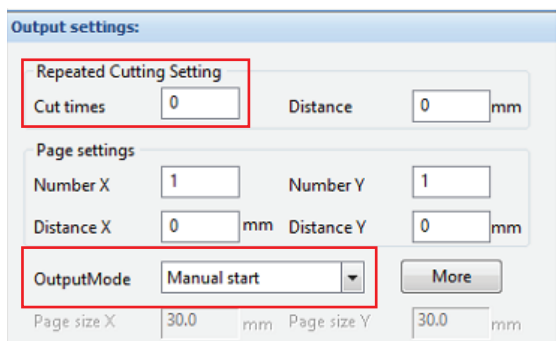 Output settings:
Repeated Cutting Setting
Cut times 0 Distance 0 mm
Page settings
Number X 1 Number Y 1
Distance X 0 mm Distance Y 0 mm
OutputMode Manual start More
Page size X 30.0 mm Page size Y 30.0 mm